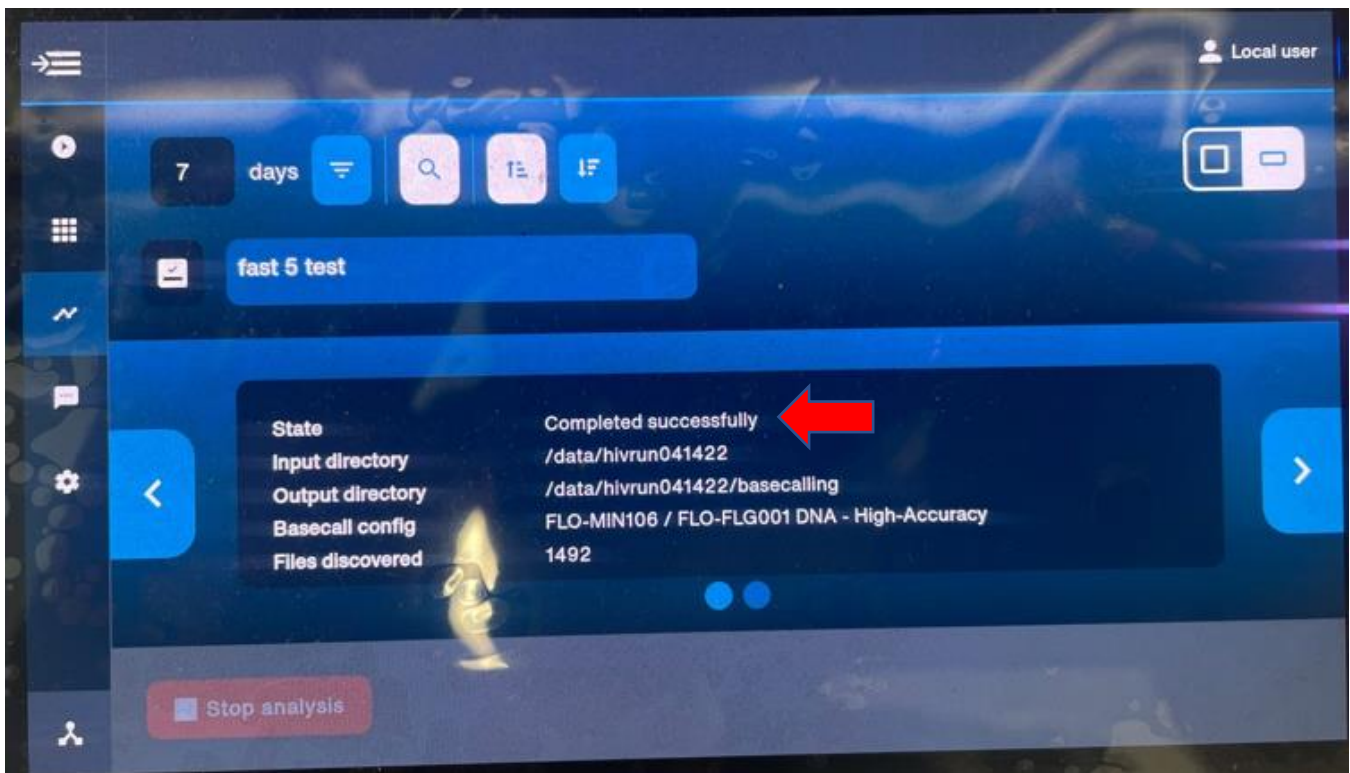 Local user
7 days
fast 5 test
State Completed successfully
Input directory /data/hivrun041422
Output directory /data/hivrun041422/basecalling
Basecall config FLO-MIN106 / FLO-FLG001 DNA - High-Accuracy
Files discovered 1492
Stop analysis